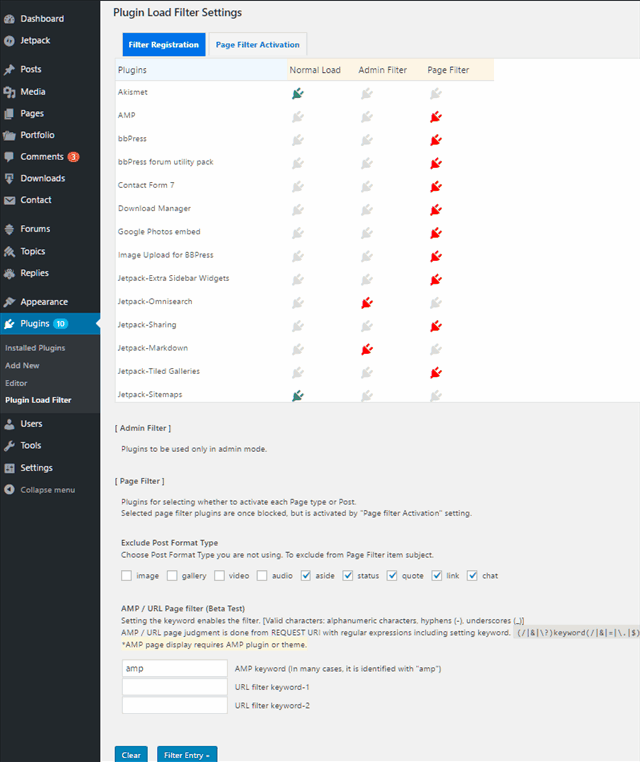 Plugin Load Filter Settings
Dashboard
Jetpack
Posts
Media
Pages
Portfolio
Comments 3
Downloads
Contact
Forums
Topics
Replies
Appearance
Plugins 10
Installed Plugins
Add New
Editor
Plugin Load Filter
Users
Tools
Settings
Collapse menu
Filter Registration Page Filter Activation
Plugins Normal Load Admin Filter Page Filter
Akismet
AMP
bbPress
bbPress forum utility pack
Contact Form 7
Download Manager
Google Photos embed
Image Upload for BBPress
Jetpack-Extra Sidebar Widgets
Jetpack-Omnisearch
Jetpack-Sharing
Jetpack-Markdown
Jetpack-Tiled Galleries
Jetpack-Sitemaps
[ Admin Filter ]
Plugins to be used only in admin mode.
[ Page Filter ]
Plugins for selecting whether to activate each Page type or Post.
Selected page filter plugins are once blocked, but is activated by "Page filter Activation" setting.
Exclude Post Format Type
Choose Post Format Type you are not using. To exclude from Page Filter item subject.
image gallery video audio aside status quote link chat
AMP / URL Page filter (Beta Test)
Setting the keyword enables the filter. [Valid characters: alphanumeric characters, hyphens (-), underscores (_)]
AMP / URL page judgment is done from REQUEST URI with regular expressions including setting keyword. (/|&|\?)keyword(/|&|=|\.|$)
*AMP page display requires AMP plugin or theme.
amp AMP keyword (In many cases, it is identified with "amp")
URL filter keyword-1
URL filter keyword-2
Clear Filter Entry »